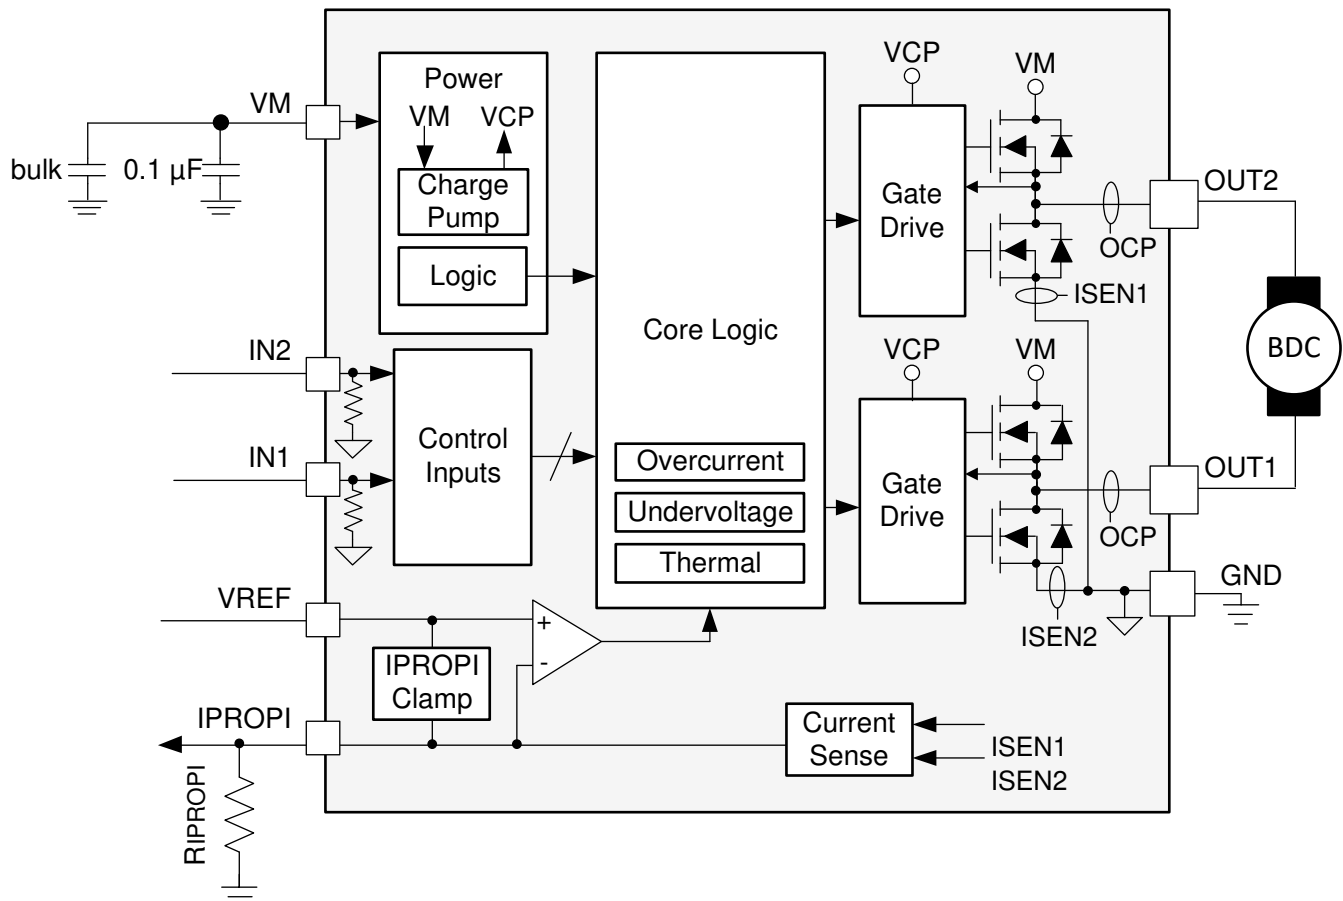 Power
VM
VCP
Charge
Pump
Logic
VM
bulk
0.1 µF
IN2
IN1
Control
Inputs
VREF
IPROPI
Clamp
+
-
IPROPI
RIPROPI
Core Logic
Overcurrent
Undervoltage
Thermal
VCP
VM
Gate
Drive
OCP
ISEN1
OUT2
BDC
VCP
VM
Gate
Drive
OCP
ISEN2
OUT1
GND
Current
Sense
ISEN1
ISEN2